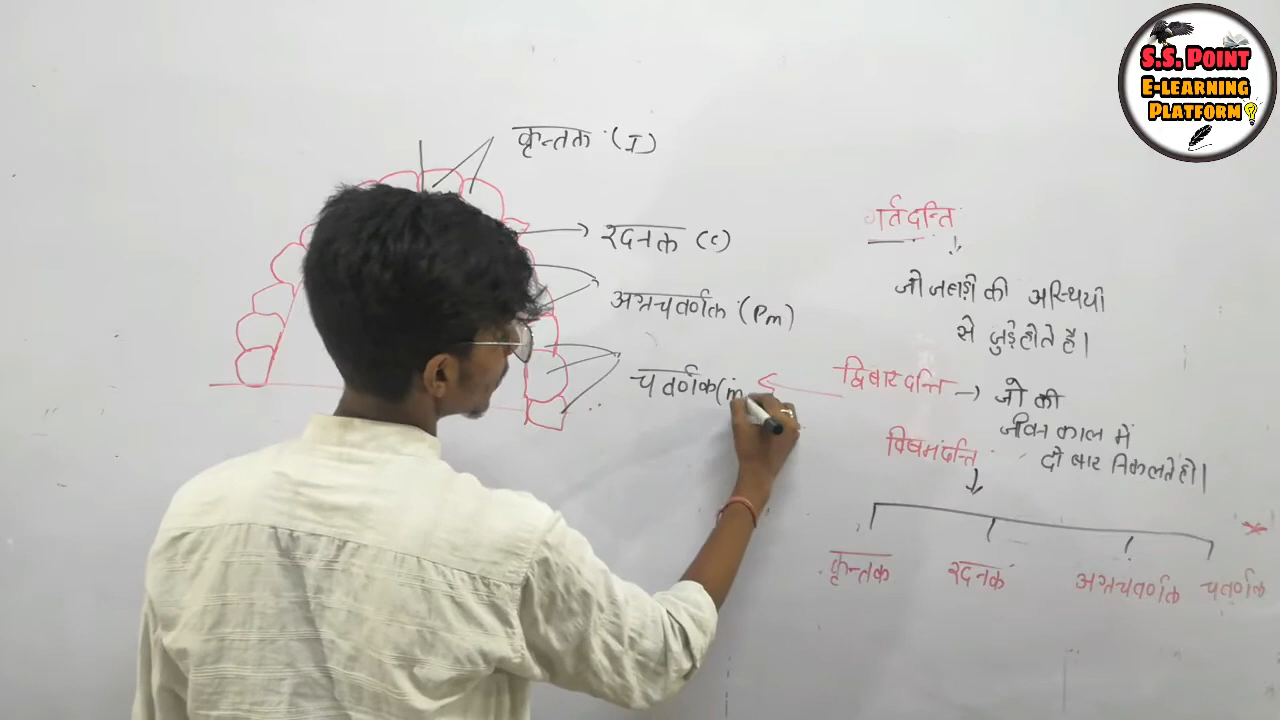 S.S. POINT
E-LEARNING
PLATFORM
कृन्तक (I)
रदनक (C)
अग्रचवर्णक (Pm)
चवर्णक (m
गर्तदन्ति
जो जबड़े की अस्थियों
से जुड़े होते है।
द्विबारदन्ति → जो की
जीवन काल में
दो बार निकलते हो।
विषमदन्ति
कृन्तक रदनक अग्रचवर्णक चवर्णक